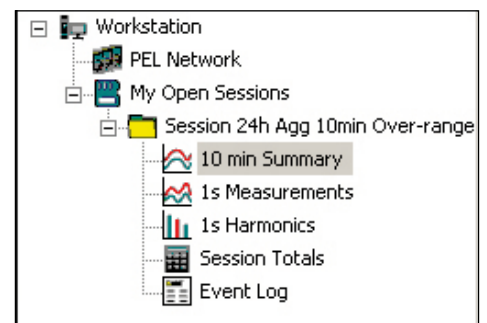 Workstation
PEL Network
My Open Sessions
Session 24h Agg 10min Over-range
10 min Summary
1s Measurements
1s Harmonics
Session Totals
Event Log